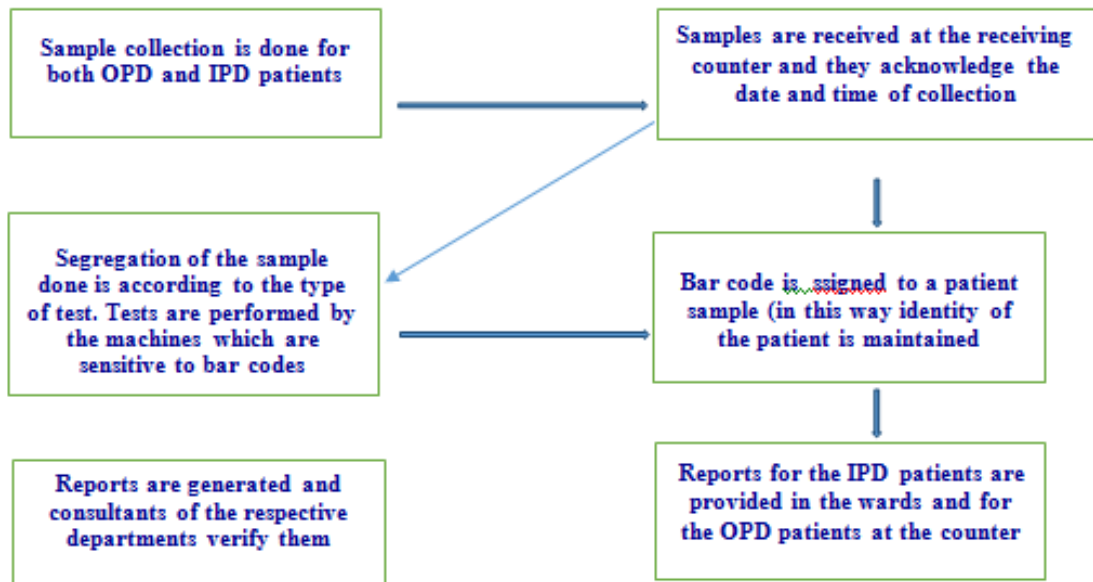 Sample collection is done for
both OPD and IPD patients
Samples are received at the receiving
counter and they acknowledge the
date and time of collection
Segregation of the sample
done is according to the type
of test. Tests are performed by
the machines which are
sensitive to bar codes
Bar code is ssigned to a patient
sample (in this way identity of
the patient is maintained
Reports are generated and
consultants of the respective
departments verify them
Reports for the IPD patients are
provided in the wards and for
the OPD patients at the counter